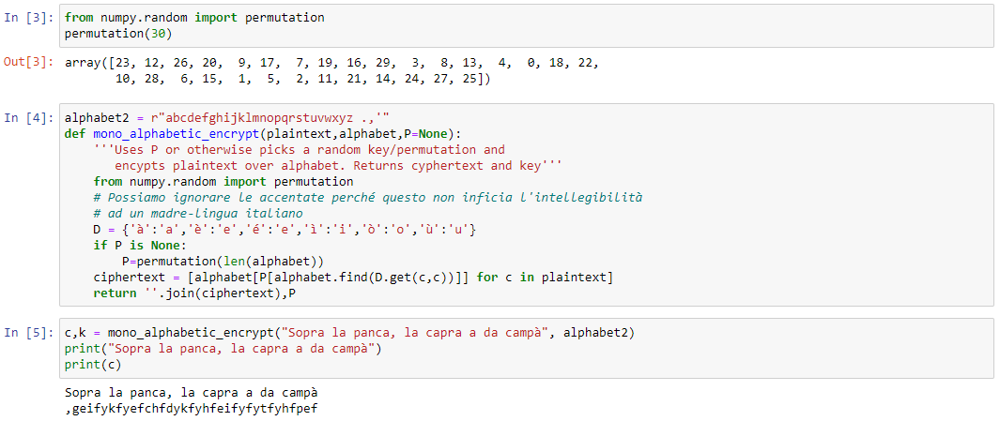 In [3]: from numpy.random import permutation
permutation(30)
Out[3]: array([23, 12, 26, 20,  9, 17,  7, 19, 16, 29,  3,  8, 13,  4,  0, 18, 22,
       10, 28,  6, 15,  1,  5,  2, 11, 21, 14, 24, 27, 25])
In [4]: alphabet2 = r"abcdefghijklmnopqrstuvwxyz .,'"
def mono_alphabetic_encrypt(plaintext,alphabet,P=None):
    '''Uses P or otherwise picks a random key/permutation and
       encypts plaintext over alphabet. Returns cyphertext and key'''
    from numpy.random import permutation
    # Possiamo ignorare le accentate perché questo non inficia l'intellegibilità
    # ad un madre-lingua italiano
    D = {'à':'a','è':'e','é':'e','ì':'i','ò':'o','ù':'u'}
    if P is None:
        P=permutation(len(alphabet))
    ciphertext = [alphabet[P[alphabet.find(D.get(c,c))]] for c in plaintext]
    return ''.join(ciphertext),P
In [5]: c,k = mono_alphabetic_encrypt("Sopra la panca, la capra a da campà", alphabet2)
print("Sopra la panca, la capra a da campà")
print(c)
Sopra la panca, la capra a da campà
,geifykfyefchfdykfyhfeifyfytfyhfpef